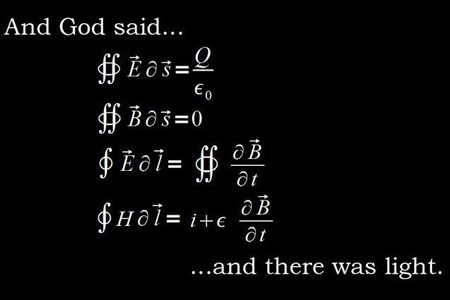 And God said...
∯ E⃗ ∂ s⃗ = Q/ϵ₀
∯ B⃗ ∂ s⃗ = 0
∮ E⃗ ∂ l⃗ = ∯ ∂B⃗/∂t
∮ H ∂ l⃗ = i+ϵ ∂B⃗/∂t
...and there was light.